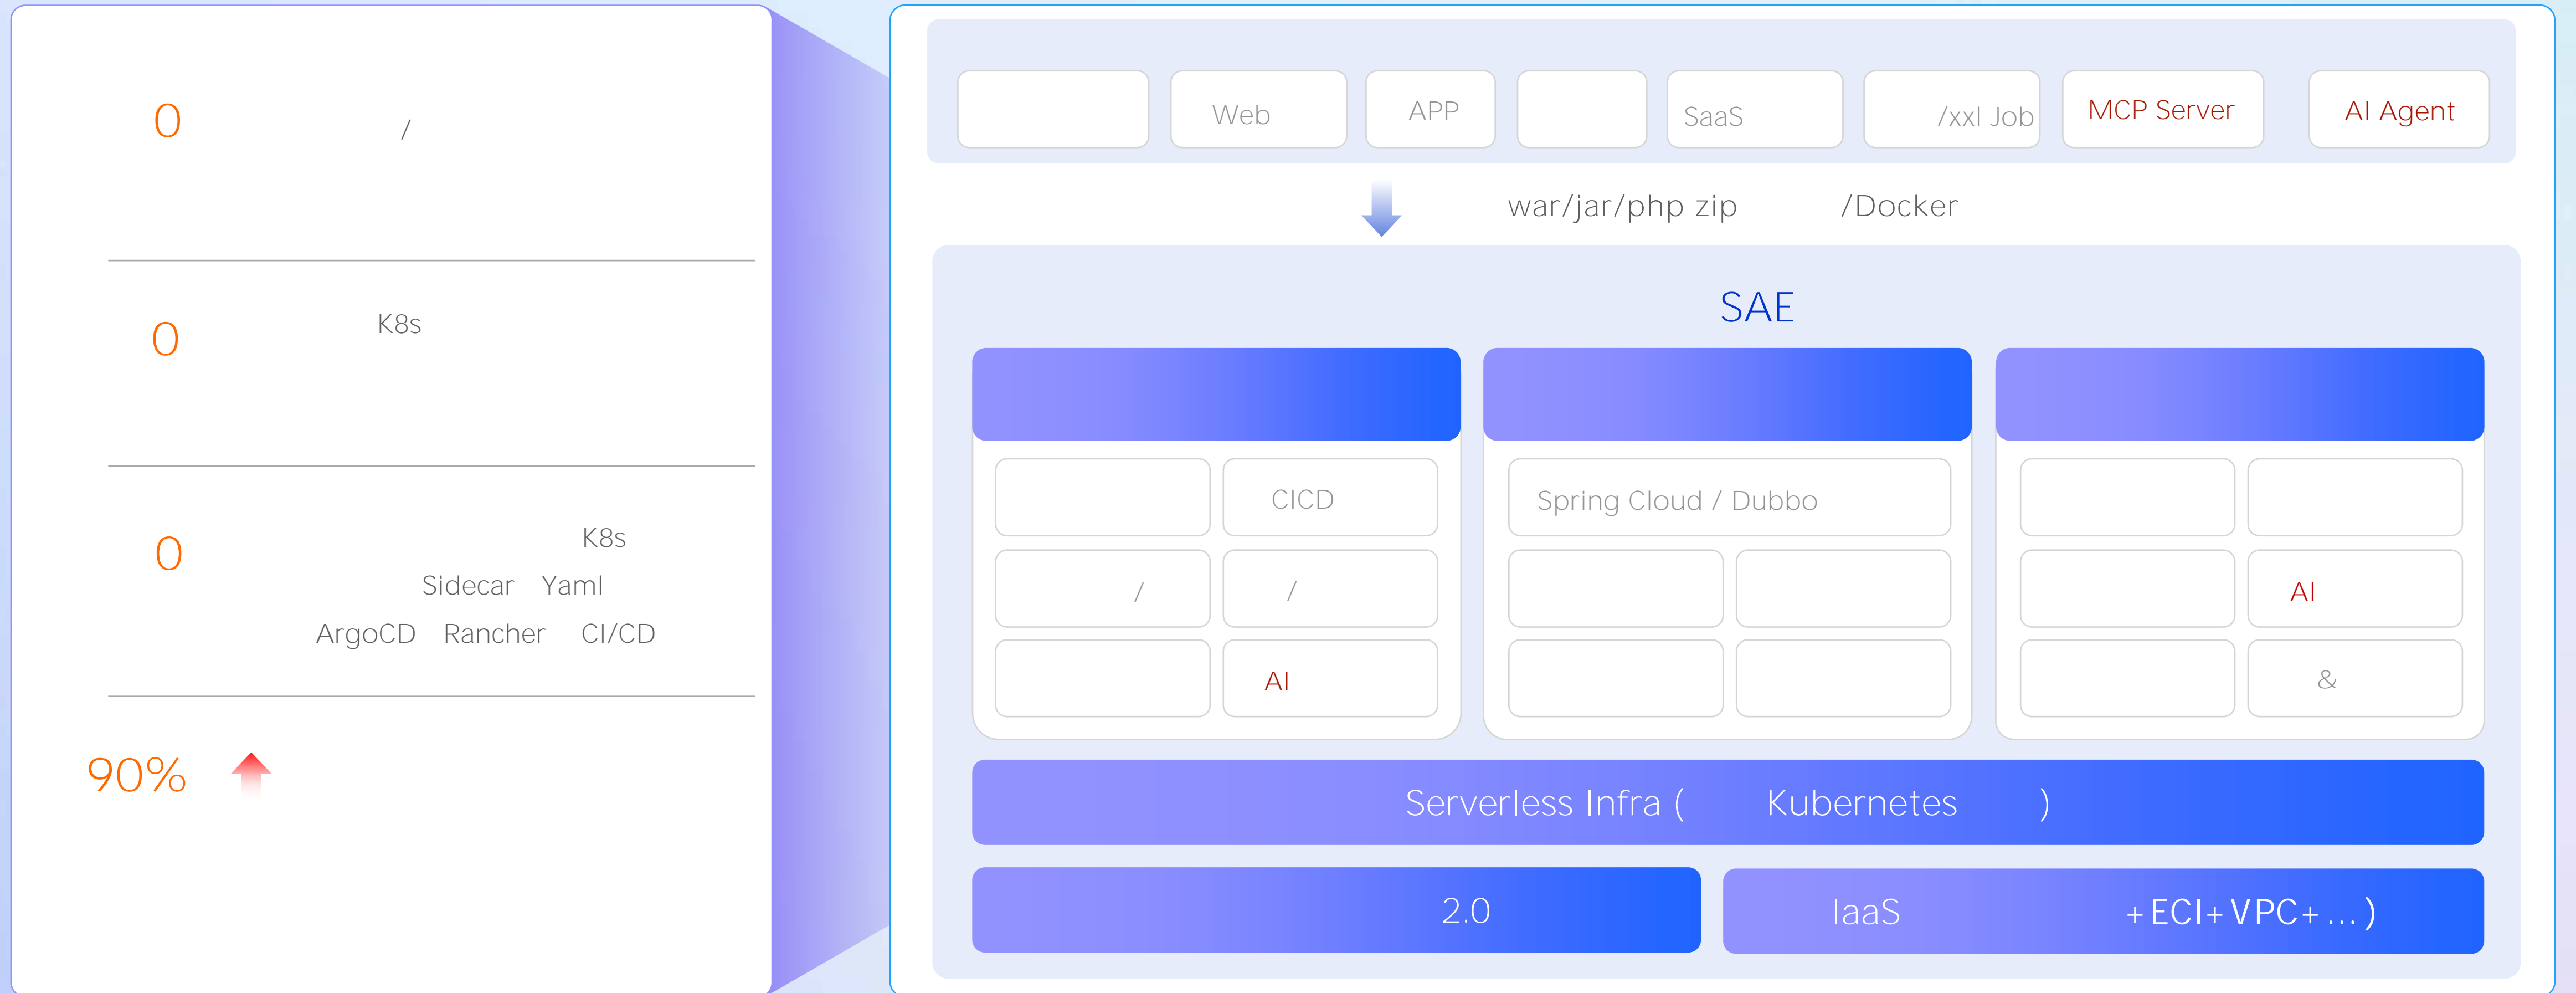 0
/
0
K8s
0
K8s
Sidecar Yaml
ArgoCD Rancher CI/CD
90%
Web
APP
SaaS
/xxl Job
MCP Server
AI Agent
war/jar/php zip /Docker
SAE
CICD
/
/
AI
Spring Cloud / Dubbo
AI
&
Serverless Infra ( Kubernetes )
2.0
IaaS +ECI+VPC+...)